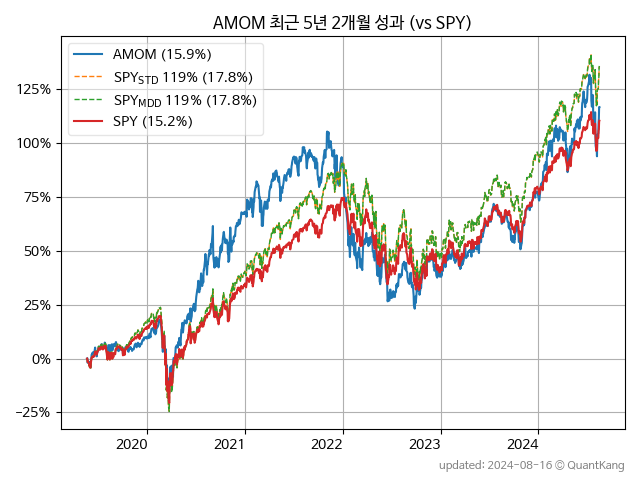 AMOM 최근 5년 2개월 성과 (vs SPY)
AMOM (15.9%)
SPY_STD 119% (17.8%)
SPY_MDD 119% (17.8%)
SPY (15.2%)
125%
100%
75%
50%
25%
0%
−25%
2020 2021 2022 2023 2024
updated: 2024-08-16 © QuantKang